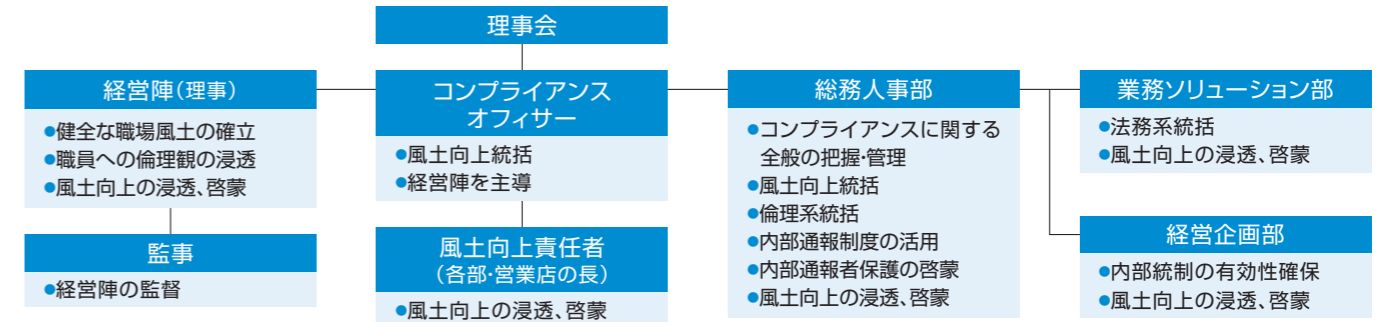 理事会
経営陣(理事)
●健全な職場風土の確立
●職員への倫理観の浸透
●風土向上の浸透、啓蒙
監事
●経営陣の監督
コンプライアンス
オフィサー
●風土向上統括
●経営陣を主導
風土向上責任者
(各部・営業店の長)
●風土向上の浸透、啓蒙
総務人事部
●コンプライアンスに関する
全般の把握・管理
●風土向上統括
●倫理系統括
●内部通報制度の活用
●内部通報者保護の啓蒙
●風土向上の浸透、啓蒙
業務ソリューション部
●法務系統括
●風土向上の浸透、啓蒙
経営企画部
●内部統制の有効性確保
●風土向上の浸透、啓蒙